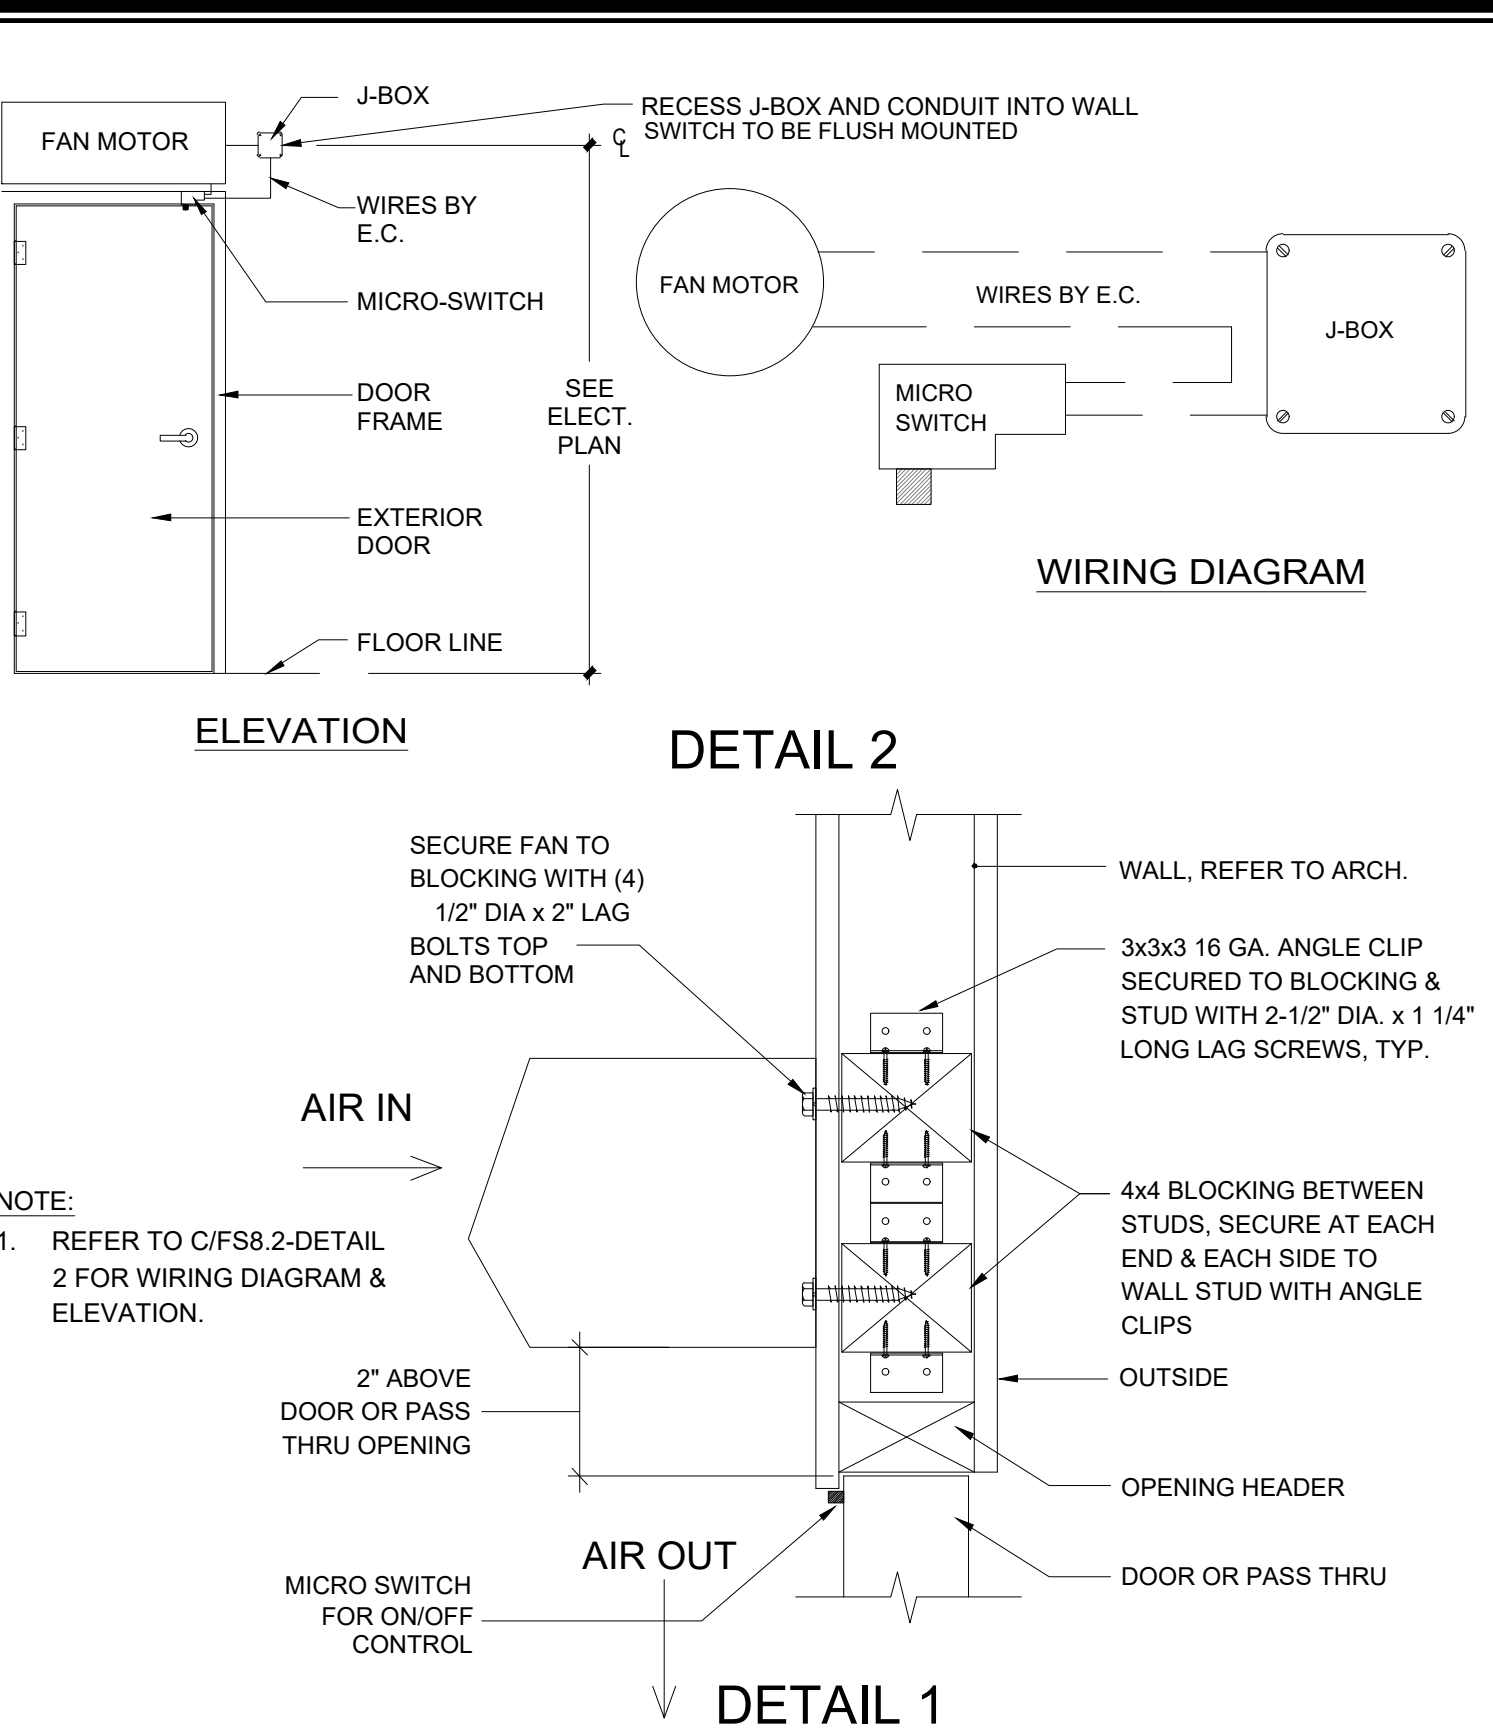 J-BOX
RECESS J-BOX AND CONDUIT INTO WALL
SWITCH TO BE FLUSH MOUNTED
FAN MOTOR
CL
WIRES BY
E.C.
MICRO-SWITCH
DOOR
FRAME
SEE
ELECT.
PLAN
EXTERIOR
DOOR
FLOOR LINE
ELEVATION
FAN MOTOR
WIRES BY E.C.
J-BOX
MICRO
SWITCH
WIRING DIAGRAM
DETAIL 2
SECURE FAN TO
BLOCKING WITH (4)
1/2" DIA x 2" LAG
BOLTS TOP
AND BOTTOM
WALL, REFER TO ARCH.
3x3x3 16 GA. ANGLE CLIP
SECURED TO BLOCKING &
STUD WITH 2-1/2" DIA. x 1 1/4"
LONG LAG SCREWS, TYP.
AIR IN
NOTE:
1. REFER TO C/FS8.2-DETAIL
2 FOR WIRING DIAGRAM &
ELEVATION.
4x4 BLOCKING BETWEEN
STUDS, SECURE AT EACH
END & EACH SIDE TO
WALL STUD WITH ANGLE
CLIPS
2" ABOVE
DOOR OR PASS
THRU OPENING
OUTSIDE
OPENING HEADER
AIR OUT
MICRO SWITCH
FOR ON/OFF
CONTROL
DOOR OR PASS THRU
DETAIL 1